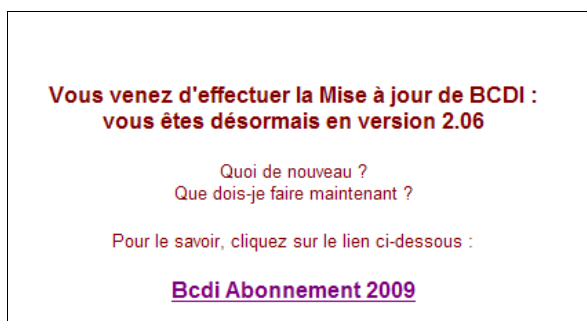 Vous venez d'effectuer la Mise à jour de BCDI :
vous êtes désormais en version 2.06
Quoi de nouveau ?
Que dois-je faire maintenant ?
Pour le savoir, cliquez sur le lien ci-dessous :
Bcdi Abonnement 2009